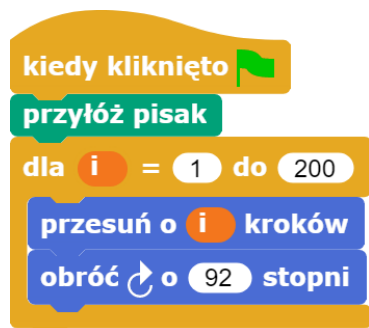 kiedy kliknięto
przyłóż pisak
dla i = 1 do 200
przesuń o i kroków
obróć o 92 stopni